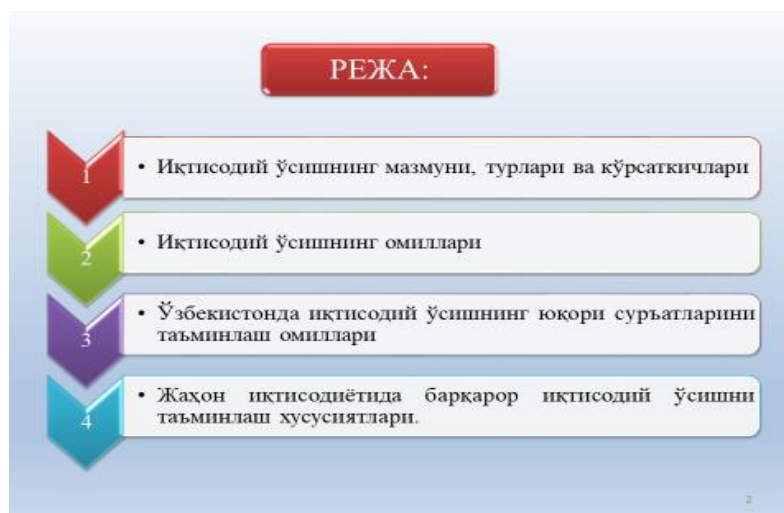 РЕЖА:
1
• Иқтисодий ўсишнинг мазмуни, турлари ва кўрсаткичлари
2
• Иқтисодий ўсишнинг омиллари
3
• Ўзбекистонда иқтисодий ўсишнинг юқори суръатларини
таъминлаш омиллари
4
• Жаҳон иқтисодиётида барқарор иқтисодий ўсишни
таъминлаш хусусиятлари.
2